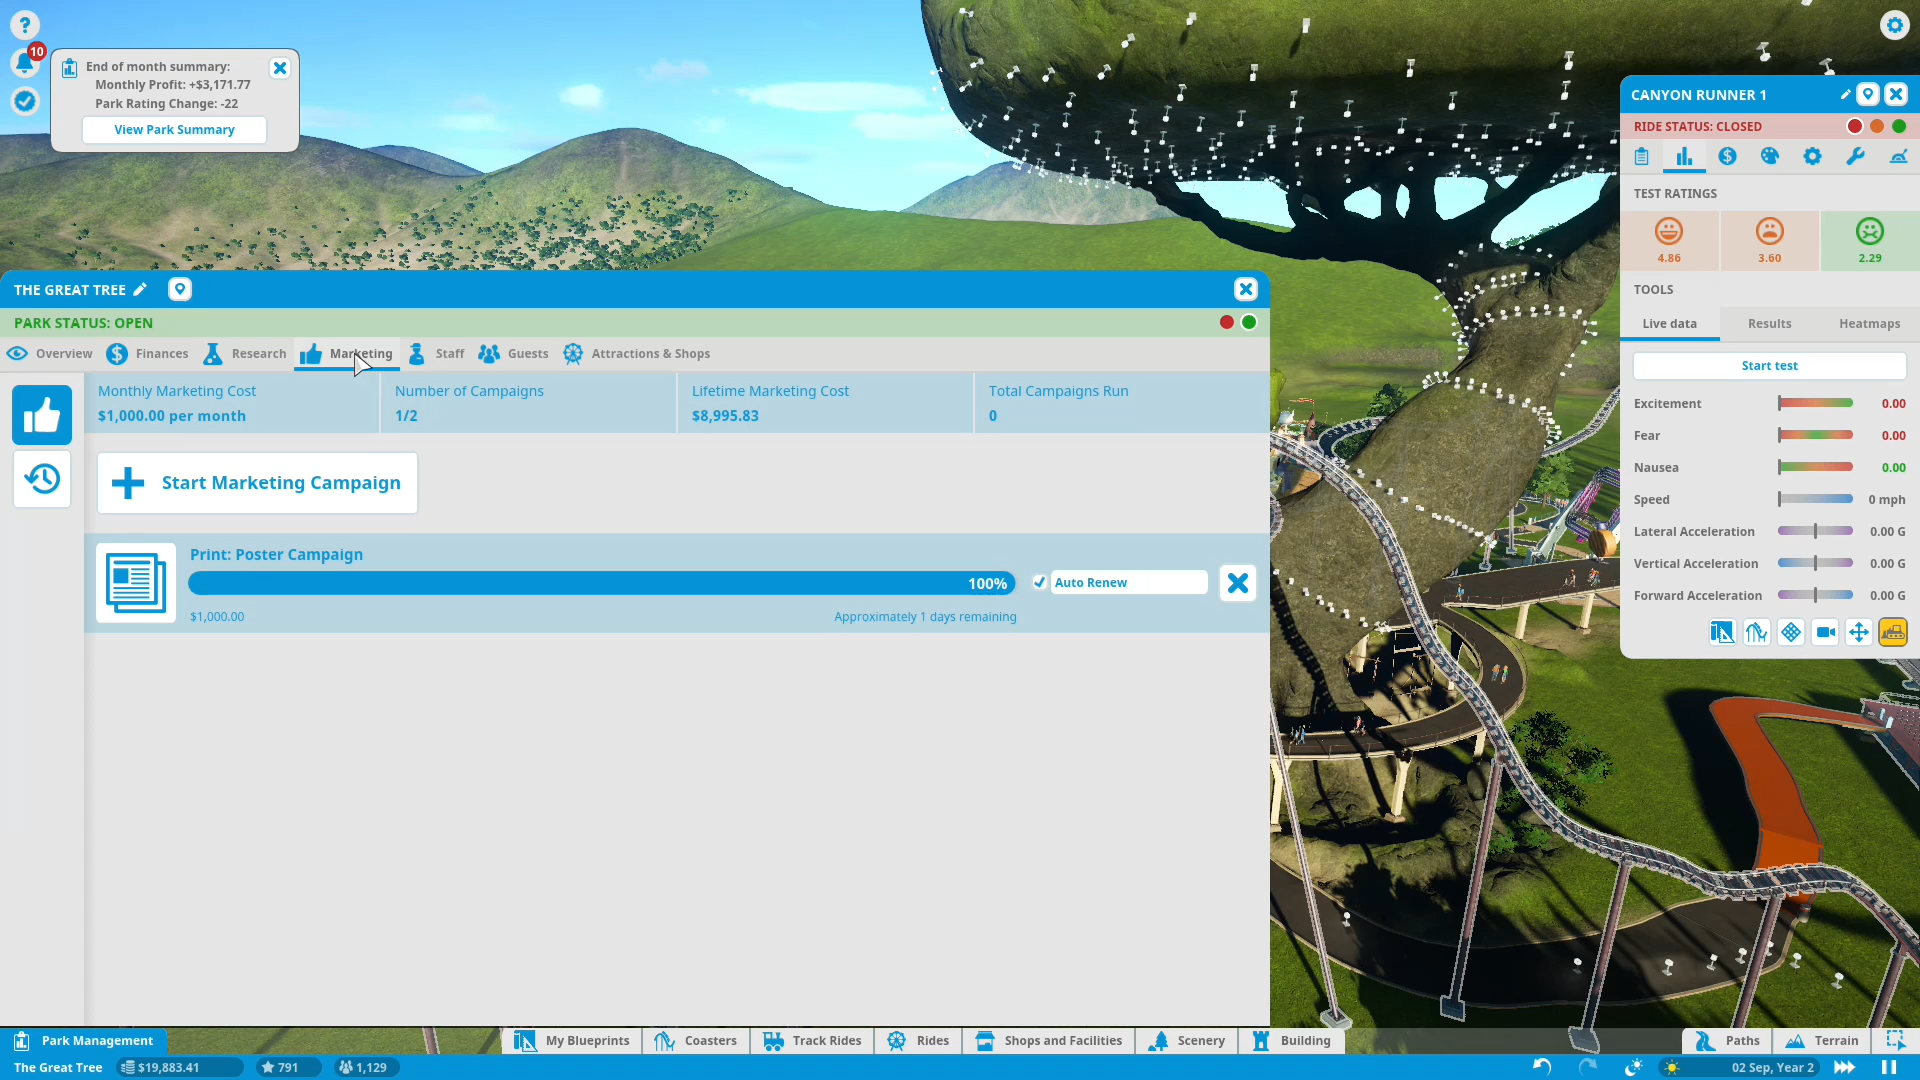 ?
10
End of month summary:
Monthly Profit: +$3,171.77
Park Rating Change: -22
View Park Summary
CANYON RUNNER 1
RIDE STATUS: CLOSED
TEST RATINGS
4.86
3.60
2.29
TOOLS
Live data
Results
Heatmaps
Start test
Excitement
0.00
Fear
0.00
Nausea
0.00
Speed
0 mph
Lateral Acceleration
0.00 G
Vertical Acceleration
0.00 G
Forward Acceleration
0.00 G
THE GREAT TREE
PARK STATUS: OPEN
Overview
Finances
Research
Marketing
Staff
Guests
Attractions & Shops
Monthly Marketing Cost
$1,000.00 per month
Number of Campaigns
1/2
Lifetime Marketing Cost
$8,995.83
Total Campaigns Run
0
Start Marketing Campaign
Print: Poster Campaign
100%
Auto Renew
$1,000.00
Approximately 1 days remaining
Park Management
My Blueprints
Coasters
Track Rides
Rides
Shops and Facilities
Scenery
Building
Paths
Terrain
The Great Tree
$19,883.41
791
1,129
02 Sep, Year 2